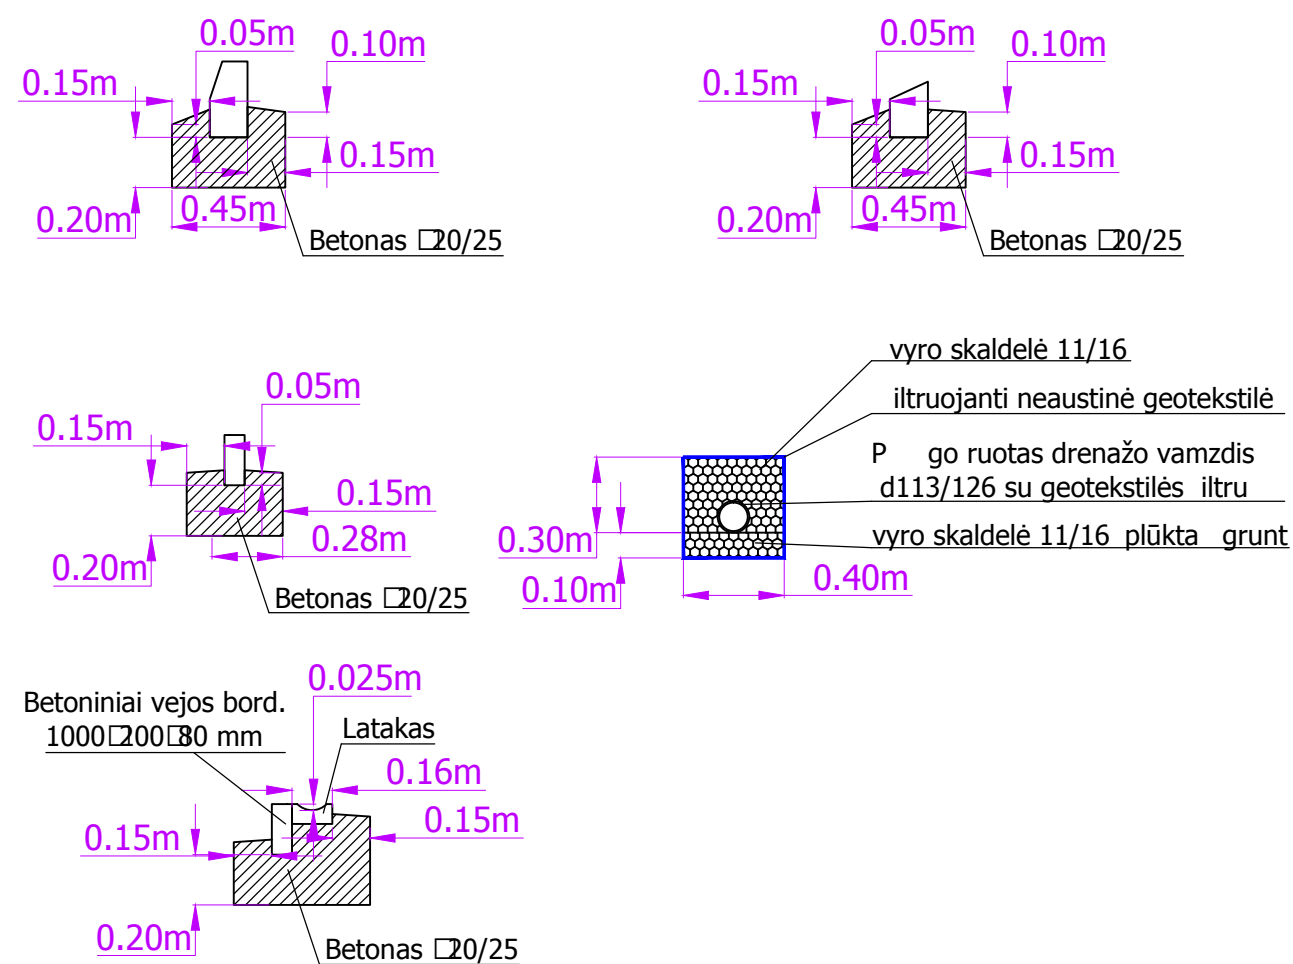 0.05m
0.10m
0.15m
0.15m
0.20m
0.45m
Betonas □20/25
0.05m
0.10m
0.15m
0.15m
0.20m
0.45m
Betonas □20/25
0.05m
0.15m
0.15m
0.28m
0.20m
Betonas □20/25
vyro skaldelė 11/16
iltruojanti neaustinė geotekstilė
P go ruotas drenažo vamzdis
d113/126 su geotekstilės iltru
vyro skaldelė 11/16 plūkta grunt
0.30m
0.10m
0.40m
0.025m
Betoniniai vejos bord.
1000□200□80 mm
Latakas
0.16m
0.15m
0.15m
0.20m
Betonas □20/25